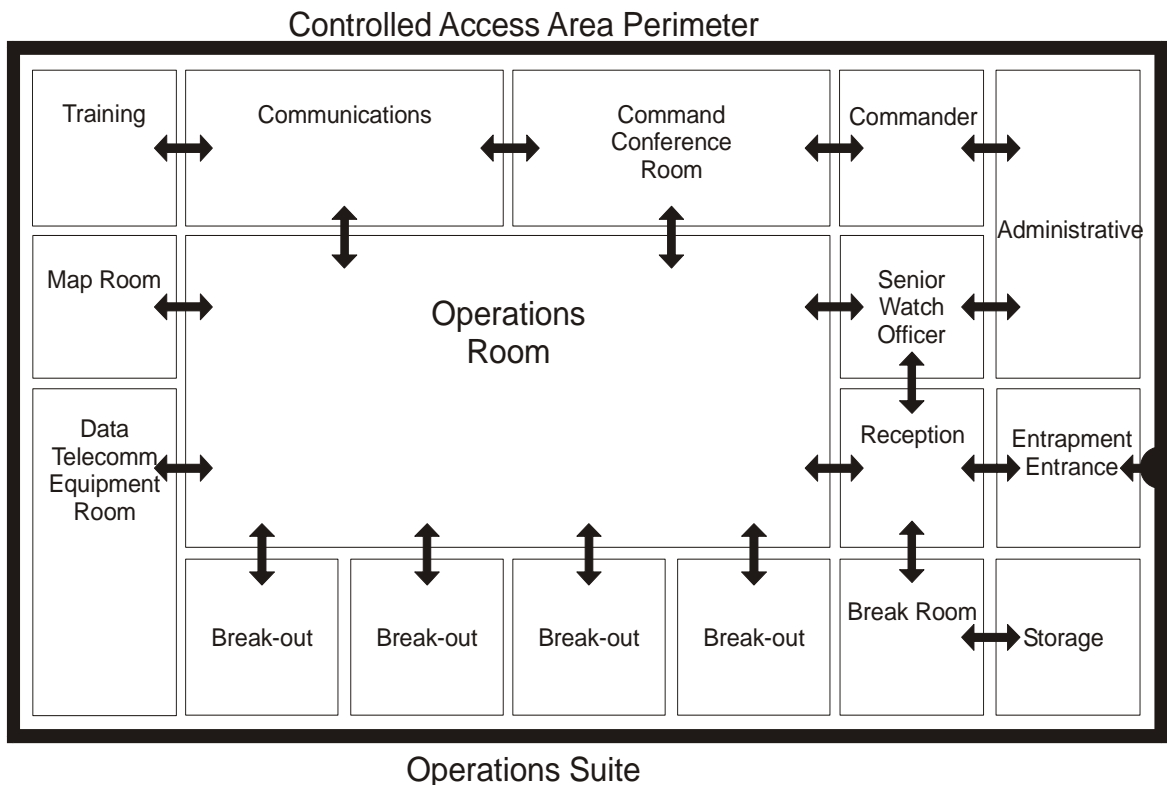 Controlled Access Area Perimeter
Training
Communications
Command
Conference
Room
Commander
Administrative
Map Room
Operations
Room
Senior
Watch
Officer
Data
Telecomm
Equipment
Room
Reception
Entrapment
Entrance
Break-out
Break-out
Break-out
Break-out
Break Room
Storage
Operations Suite